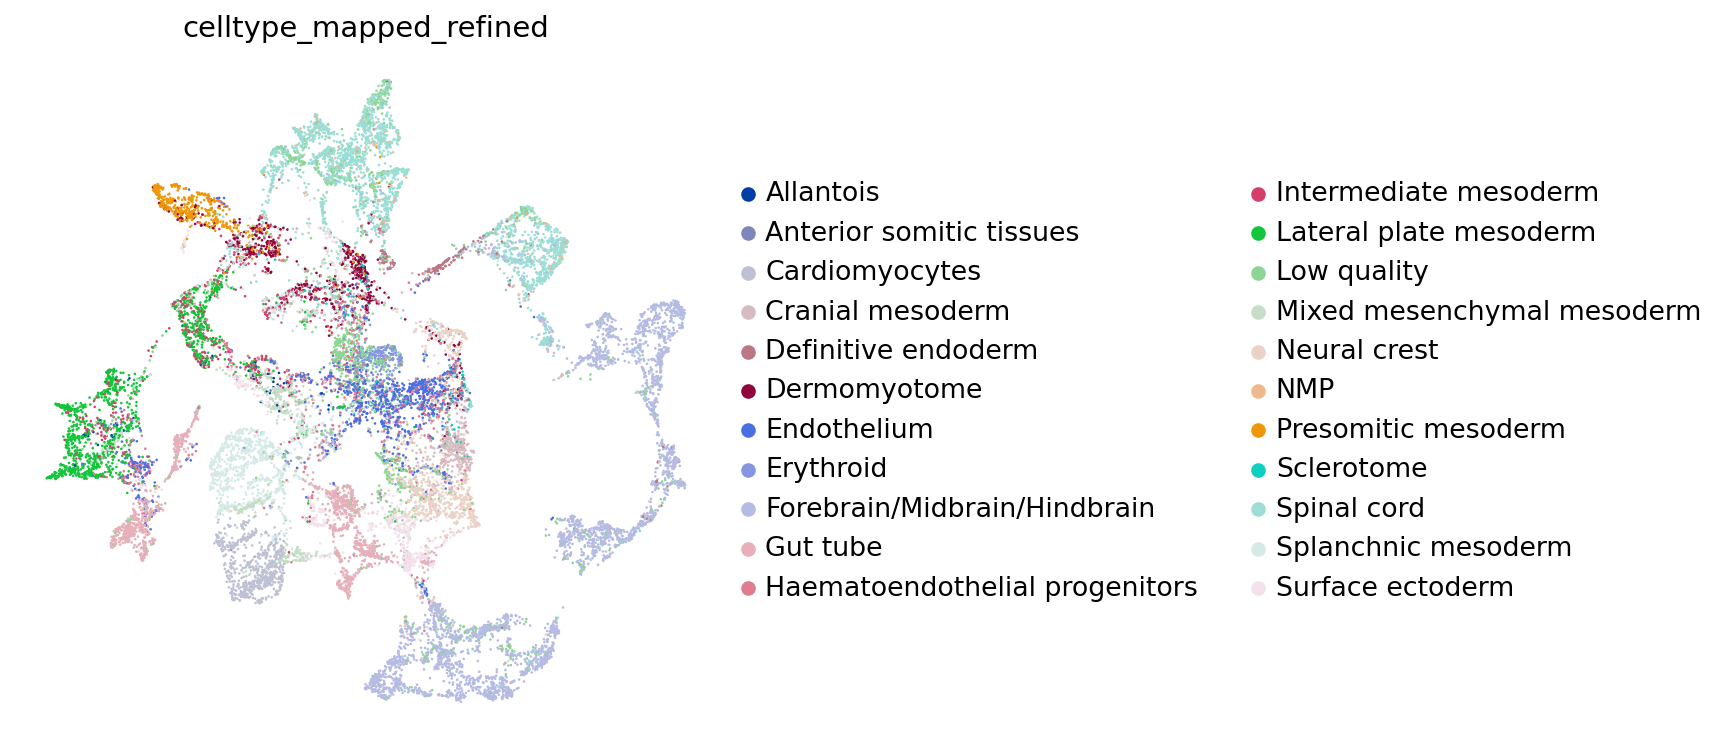 celltype_mapped_refined
Allantois
Anterior somitic tissues
Cardiomyocytes
Cranial mesoderm
Definitive endoderm
Dermomyotome
Endothelium
Erythroid
Forebrain/Midbrain/Hindbrain
Gut tube
Haematoendothelial progenitors
Intermediate mesoderm
Lateral plate mesoderm
Low quality
Mixed mesenchymal mesoderm
Neural crest
NMP
Presomitic mesoderm
Sclerotome
Spinal cord
Splanchnic mesoderm
Surface ectoderm